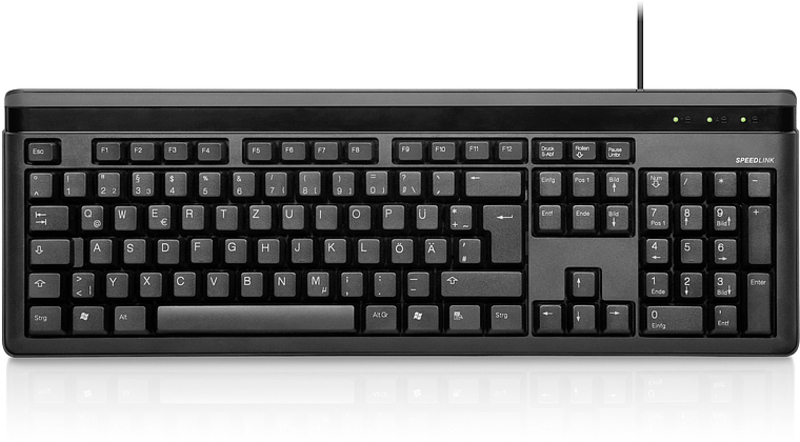 Esc F1 F2 F3 F4 F5 F6 F7 F8 F9 F10 F11 F12 Druck S-Abf Rollen Pause Untbr
SPEEDLINK
° ^ ! 1 " 2 ² § 3 ³ $ 4 % 5 & 6 / 7 { ( 8 [ ) 9 ] = 0 } ? ß \ ← Einfg Pos 1 Bild ↑ Num / * −
Q @ W E € R T Z U I O P Ü * + ~ Entf Ende Bild ↓ 7 Pos 1 8 ↑ 9 Bild↑ +
A S D F G H J K L Ö Ä ' # 4 ← 5 6 →
> < | Y X C V B N M µ ; , : . _ - ↑ 1 Ende 2 ↓ 3 Bild↓ Enter
Strg Alt Alt Gr Strg ← ↓ → 0 Einfg , Entf